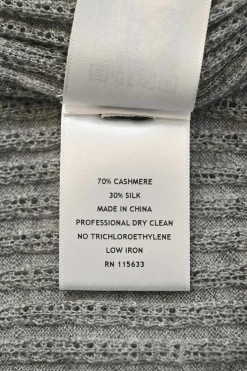 70% CASHMERE
30% SILK
MADE IN CHINA
PROFESSIONAL DRY CLEAN
NO TRICHLOROETHYLENE
LOW IRON
RN 115633